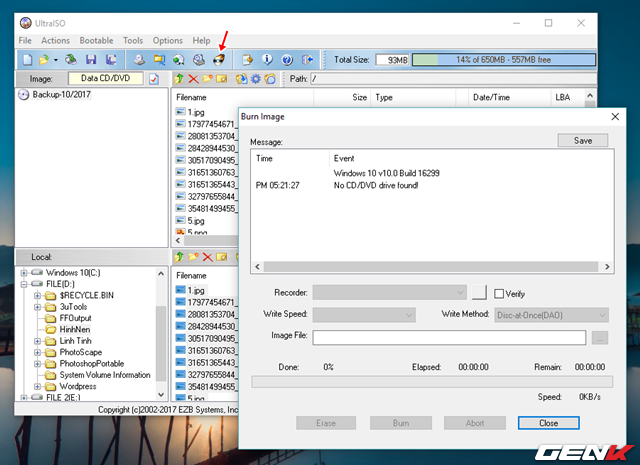 UltraISO
File Actions Bootable Tools Options Help
Total Size: 93MB 14% of 650MB - 557MB free
Image: Data CD/DVD Path: /
Backup-10/2017
Filename Size Type Date/Time LBA
1.jpg
17977454671_
28081353704_
28428944530_
30517090495_
31651360763_
31651365443_
32797655844_
35481499455_
5.jpg
5.png
Local:
Windows 10(C:)
FILE(D:)
$RECYCLE.BIN
3uTools
FFOutput
HinhNen
Linh Tinh
PhotoScape
PhotoshopPortable
System Volume Information
Wordpress
FILE 2(E:)
Filename
1.jpg
17977454671_
28081353704_
28428944530_
30517090495_
31651360763_
31651365443_
32797655844_
35481499455_
5.jpg
Copyright (c)2002-2017 EZB Systems, Inc
Burn Image
Message: Save
Time Event
Windows 10 v10.0 Build 16299
PM 05:21:27 No CD/DVD drive found!
Recorder: Verify
Write Speed: Write Method: Disc-at-Once(DAO)
Image File: ...
Done: 0% Elapsed: 00:00:00 Remain: 00:00:00
Speed: 0KB/s
Erase Burn Abort Close
GENK